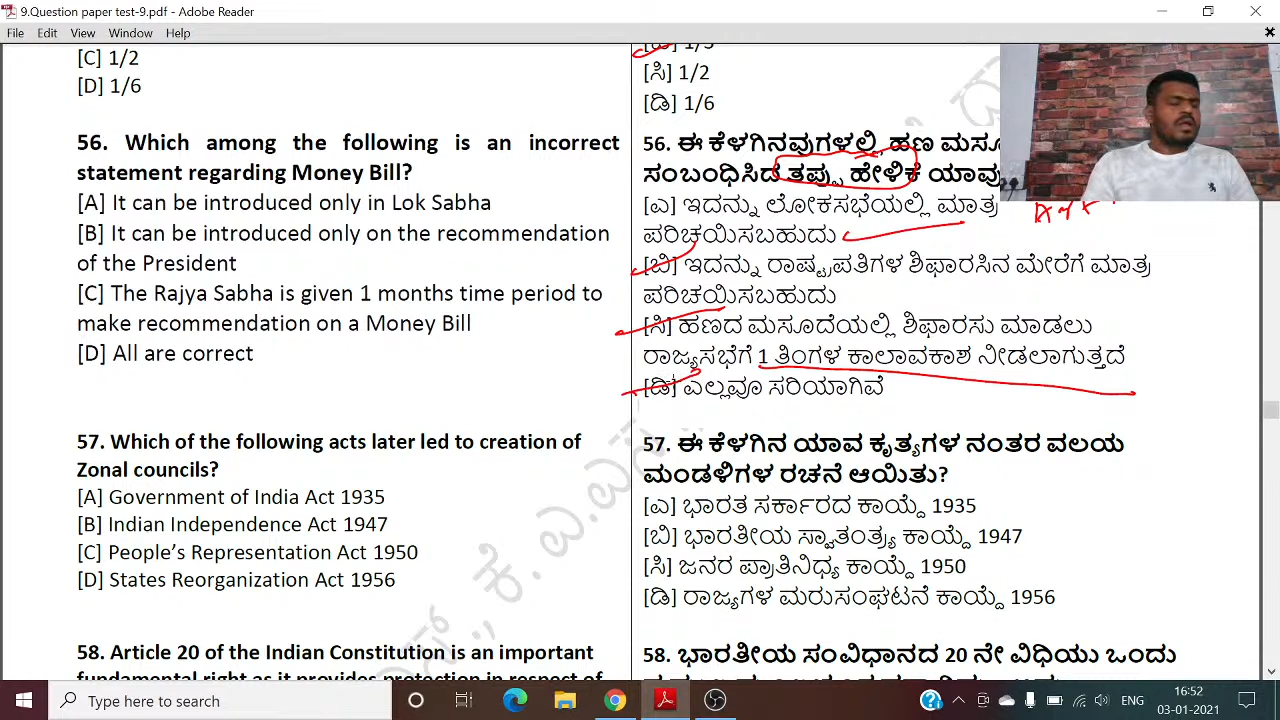 9.Question paper test-9.pdf - Adobe Reader
File Edit View Window Help
[C] 1/2
[D] 1/6
56. Which among the following is an incorrect
statement regarding Money Bill?
[A] It can be introduced only in Lok Sabha
[B] It can be introduced only on the recommendation
of the President
[C] The Rajya Sabha is given 1 months time period to
make recommendation on a Money Bill
[D] All are correct
57. Which of the following acts later led to creation of
Zonal councils?
[A] Government of India Act 1935
[B] Indian Independence Act 1947
[C] People's Representation Act 1950
[D] States Reorganization Act 1956
58. Article 20 of the Indian Constitution is an important
fundamental right as it provides protection in respect of
[ಸಿ] 1/2
[ಡಿ] 1/6
56. ಈ ಕೆಳಗಿನವುಗಳಲ್ಲಿ ಹಣ
ಸಂಬಂಧಿಸಿದ ತಪ್ಪು ಹೇಳಿಕೆ
[ಎ] ಇದನ್ನು ಲೋಕಸಭೆಯಲ್ಲಿ ಮಾತ್ರ
ಪರಿಚಯಿಸಬಹುದು
[ಬಿ] ಇದನ್ನು ರಾಷ್ಟ್ರಪತಿಗಳ ಶಿಫಾರಸಿನ ಮೇರೆಗೆ ಮಾತ್ರ
ಪರಿಚಯಿಸಬಹುದು
[ಸಿ] ಹಣದ ಮಸೂದೆಯಲ್ಲಿ ಶಿಫಾರಸು ಮಾಡಲು
ರಾಜ್ಯಸಭೆಗೆ 1 ತಿಂಗಳ ಕಾಲಾವಕಾಶ ನೀಡಲಾಗುತ್ತದೆ
[ಡಿ] ಎಲ್ಲವೂ ಸರಿಯಾಗಿವೆ
57. ಈ ಕೆಳಗಿನ ಯಾವ ಕೃತ್ಯಗಳ ನಂತರ ವಲಯ
ಮಂಡಳಿಗಳ ರಚನೆ ಆಯಿತು?
[ಎ] ಭಾರತ ಸರ್ಕಾರದ ಕಾಯ್ದೆ 1935
[ಬಿ] ಭಾರತೀಯ ಸ್ವಾತಂತ್ರ್ಯ ಕಾಯ್ದೆ 1947
[ಸಿ] ಜನರ ಪ್ರಾತಿನಿಧ್ಯ ಕಾಯ್ದೆ 1950
[ಡಿ] ರಾಜ್ಯಗಳ ಮರುಸಂಘಟನೆ ಕಾಯ್ದೆ 1956
58. ಭಾರತೀಯ ಸಂವಿಧಾನದ 20 ನೇ ವಿಧಿಯು ಒಂದು
Type here to search
ENG
16:52
03-01-2021